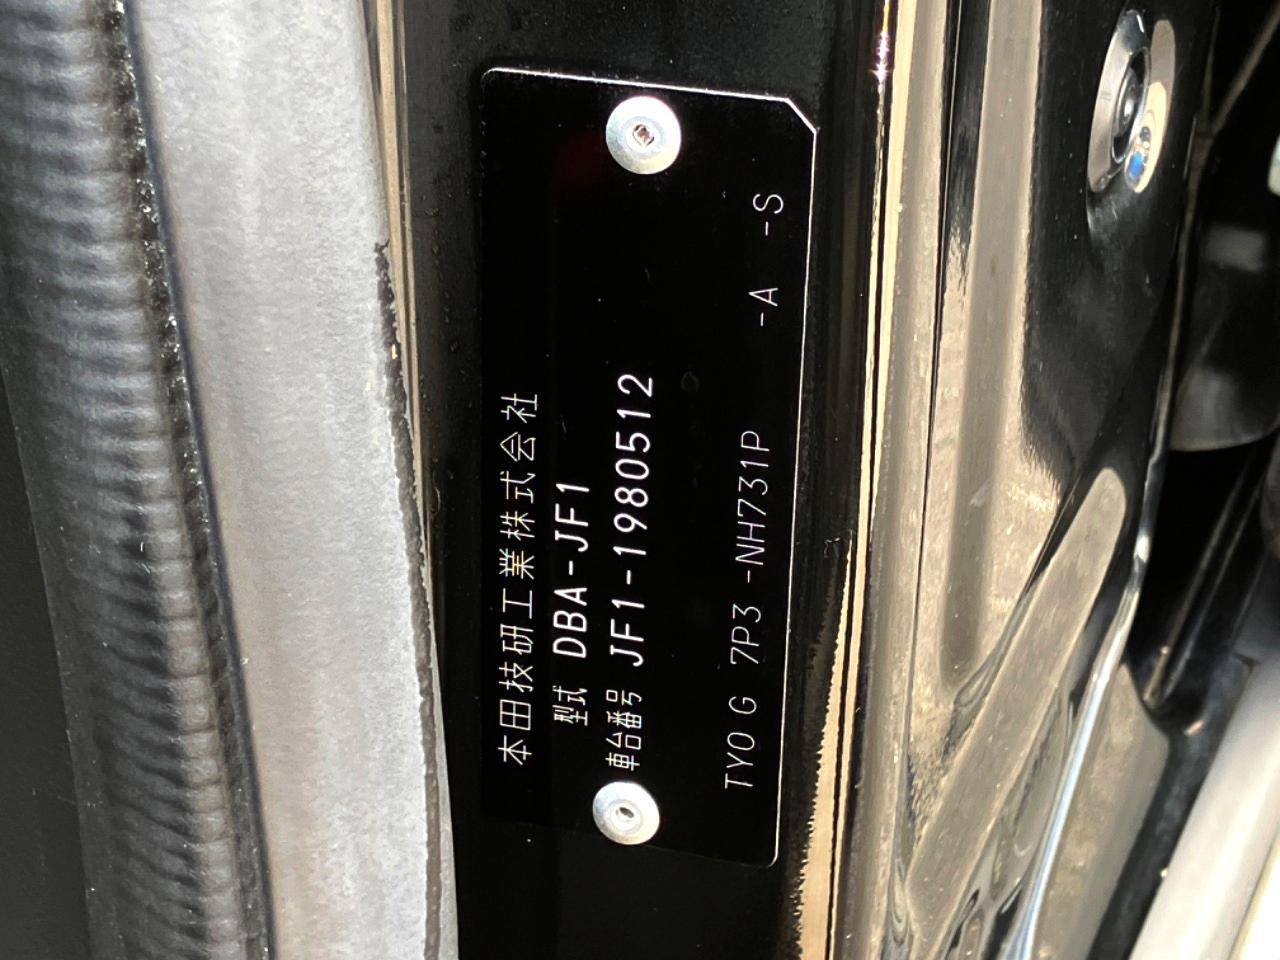 本田技研工業株式会社
型式 DBA-JF1
車台番号 JF1-1980512
TY0 G 7P3 -NH731P -A -S